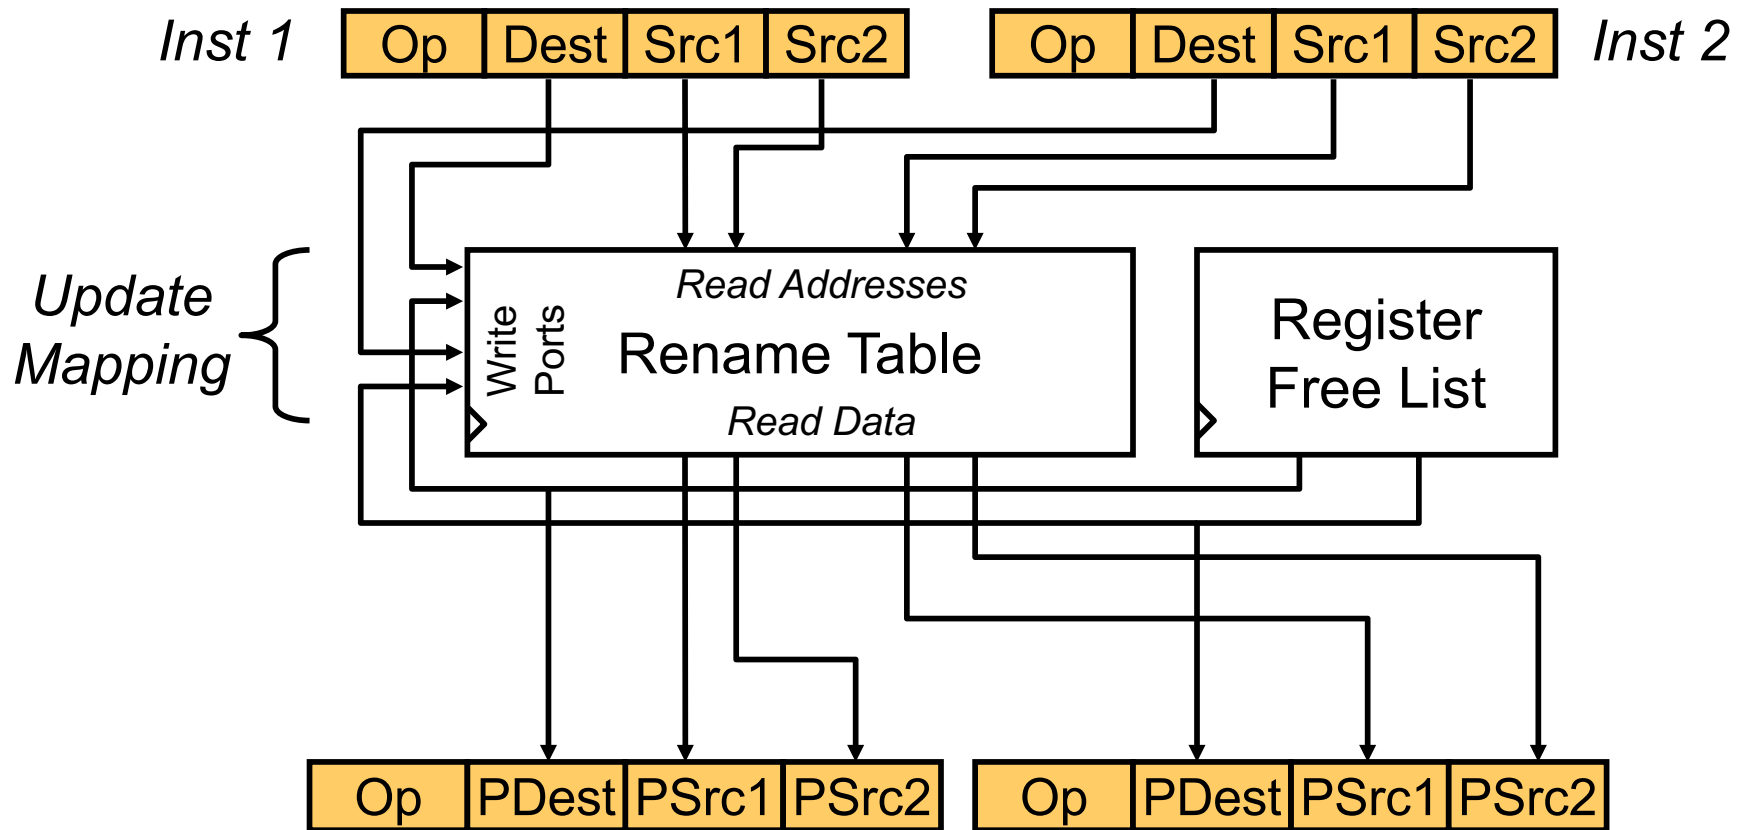 Inst 1 Op Dest Src1 Src2 Op Dest Src1 Src2 Inst 2
Update
Mapping
Write
Ports
Read Addresses
Rename Table
Read Data
Register
Free List
Op PDest PSrc1 PSrc2 Op PDest PSrc1 PSrc2